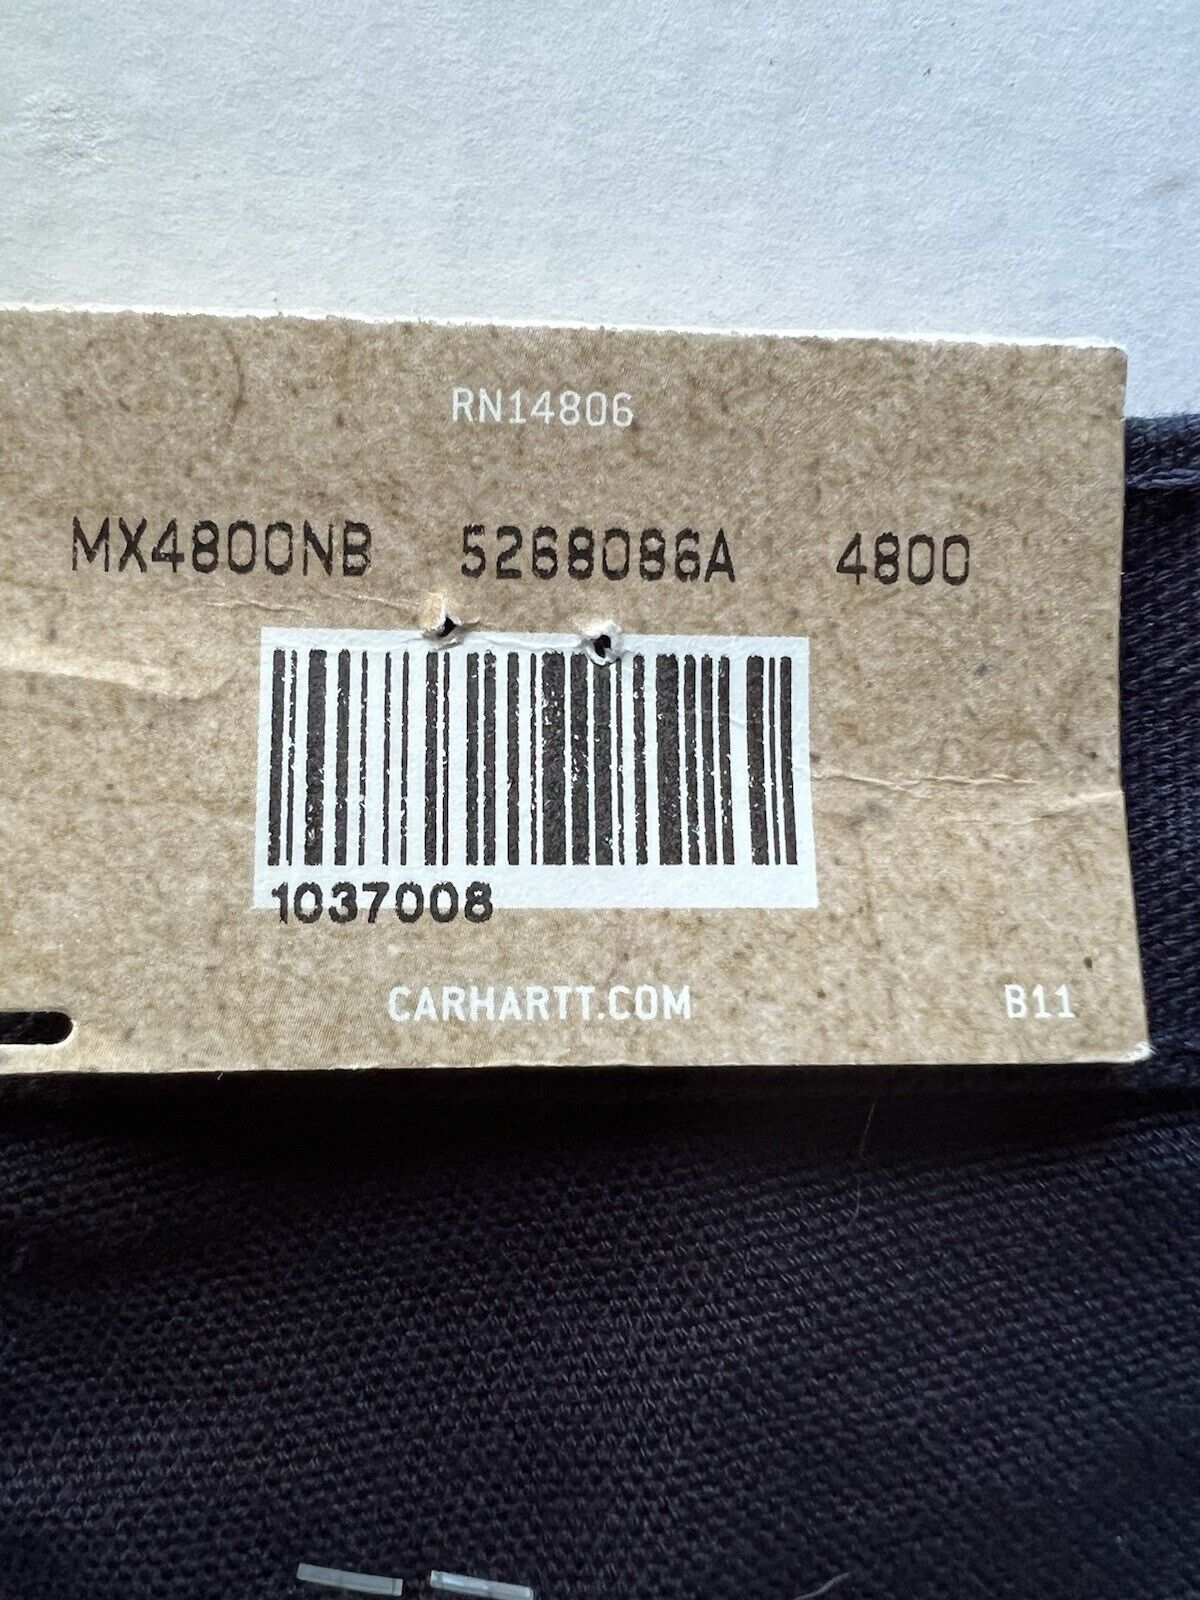 RN14806
MX4800NB 5268086A 4800
1037008
CARHARTT.COM B11